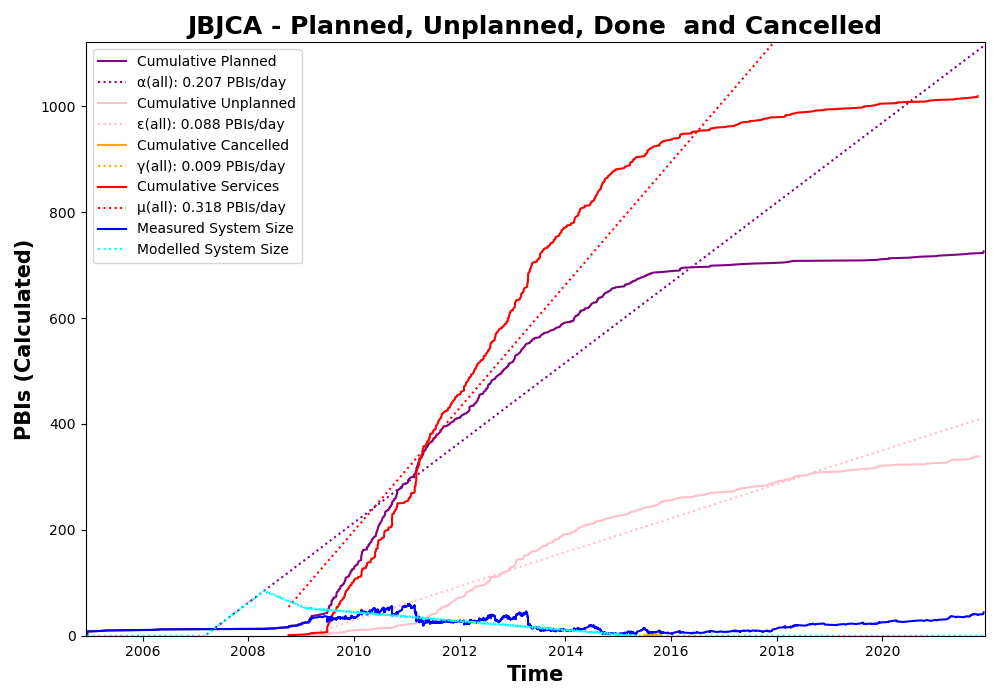 JBJCA - Planned, Unplanned, Done  and Cancelled
Cumulative Planned
α(all): 0.207 PBIs/day
Cumulative Unplanned
ε(all): 0.088 PBIs/day
Cumulative Cancelled
γ(all): 0.009 PBIs/day
Cumulative Services
μ(all): 0.318 PBIs/day
Measured System Size
Modelled System Size
PBIs (Calculated)
1000
800
600
400
200
0
2006 2008 2010 2012 2014 2016 2018 2020
Time